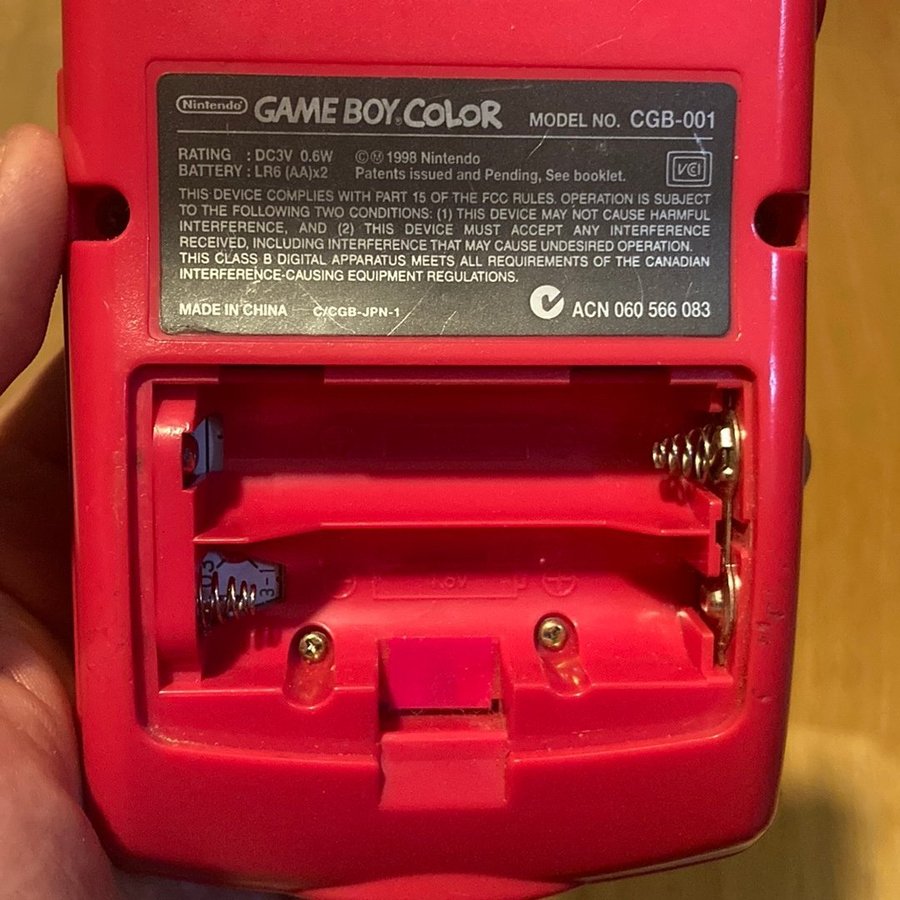 Nintendo GAME BOY COLOR MODEL NO. CGB-001
RATING : DC3V 0.6W ©Ⓜ 1998 Nintendo
BATTERY : LR6 (AA)x2 Patents issued and Pending, See booklet.
VCI
THIS DEVICE COMPLIES WITH PART 15 OF THE FCC RULES. OPERATION IS SUBJECT
TO THE FOLLOWING TWO CONDITIONS: (1) THIS DEVICE MAY NOT CAUSE HARMFUL
INTERFERENCE, AND (2) THIS DEVICE MUST ACCEPT ANY INTERFERENCE
RECEIVED, INCLUDING INTERFERENCE THAT MAY CAUSE UNDESIRED OPERATION.
THIS CLASS B DIGITAL APPARATUS MEETS ALL REQUIREMENTS OF THE CANADIAN
INTERFERENCE-CAUSING EQUIPMENT REGULATIONS.
MADE IN CHINA C/CGB-JPN-1 ACN 060 566 083
03
3-1